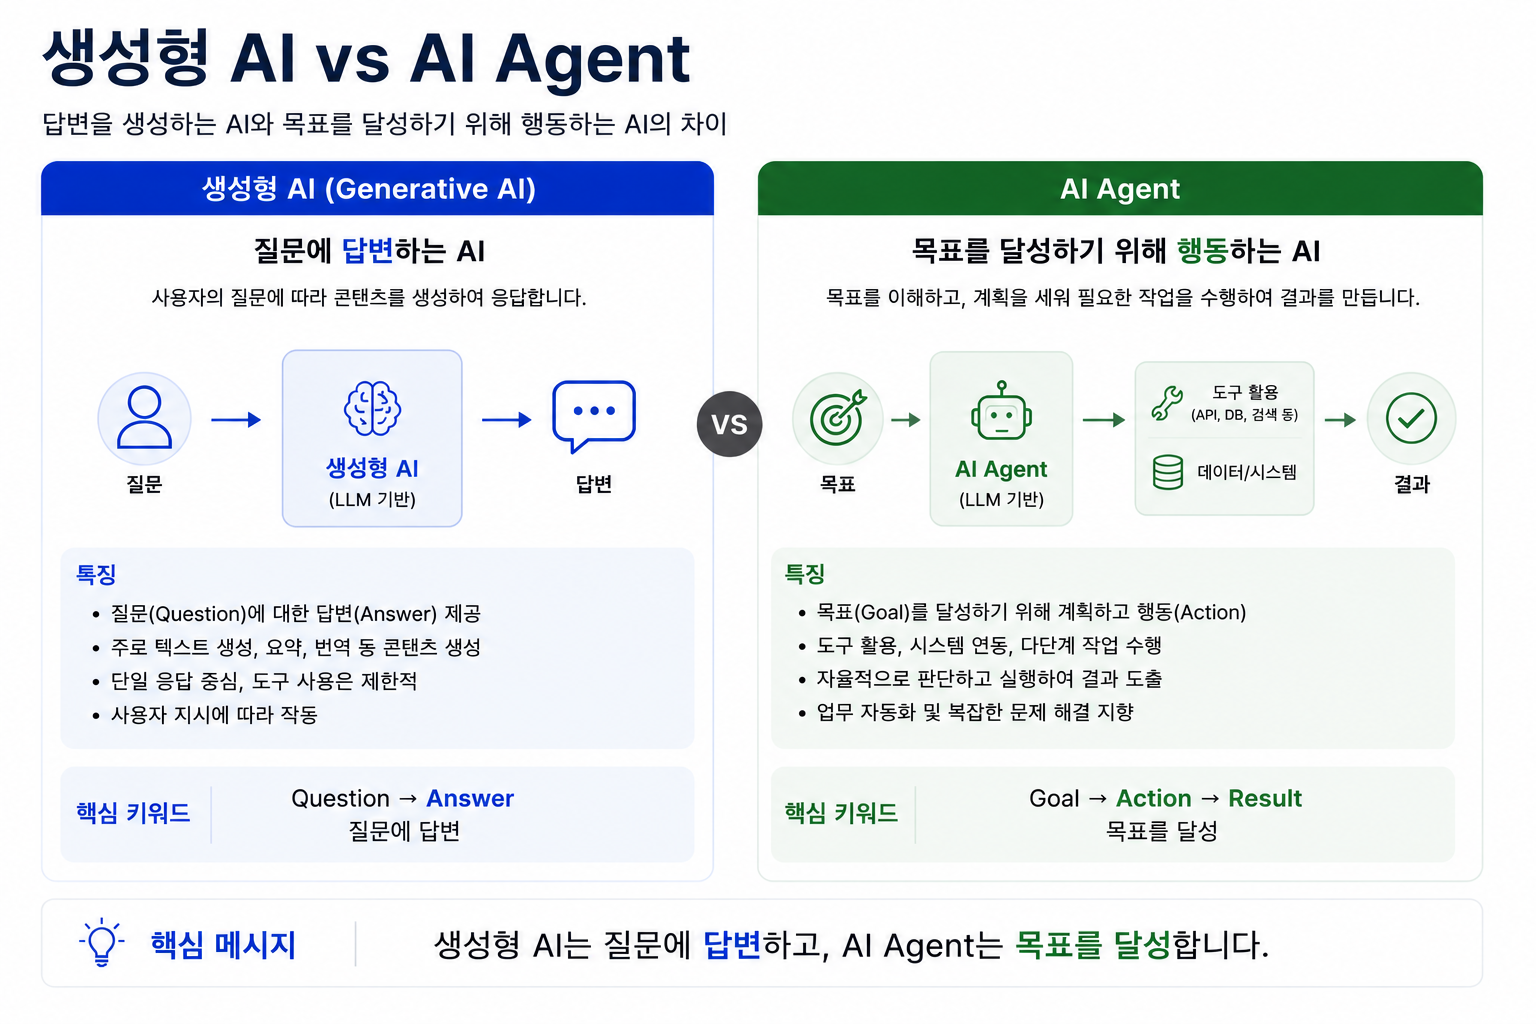 생성형 AI vs AI Agent
답변을 생성하는 AI와 목표를 달성하기 위해 행동하는 AI의 차이
생성형 AI (Generative AI)
질문에 답변하는 AI
사용자의 질문에 따라 콘텐츠를 생성하여 응답합니다.
질문
생성형 AI
(LLM 기반)
답변
톡징
• 질문(Question)에 대한 답변(Answer) 제공
• 주로 텍스트 생성, 요약, 번역 동 콘텐츠 생성
• 단일 응답 중심, 도구 사용은 제한적
• 사용자 지시에 따라 작동
핵심 키워드
Question → Answer
질문에 답변
VS
AI Agent
목표를 달성하기 위해 행동하는 AI
목표를 이해하고, 계획을 세워 필요한 작업을 수행하여 결과를 만듭니다.
목표
AI Agent
(LLM 기반)
도구 활용
(API, DB, 검색 동)
데이터/시스템
결과
특징
• 목표(Goal)를 달성하기 위해 계획하고 행동(Action)
• 도구 활용, 시스템 연동, 다단계 작업 수행
• 자율적으로 판단하고 실행하여 결과 도출
• 업무 자동화 및 복잡한 문제 해결 지향
핵심 키워드
Goal → Action → Result
목표를 달성
핵심 메시지
생성형 AI는 질문에 답변하고, AI Agent는 목표를 달성합니다.